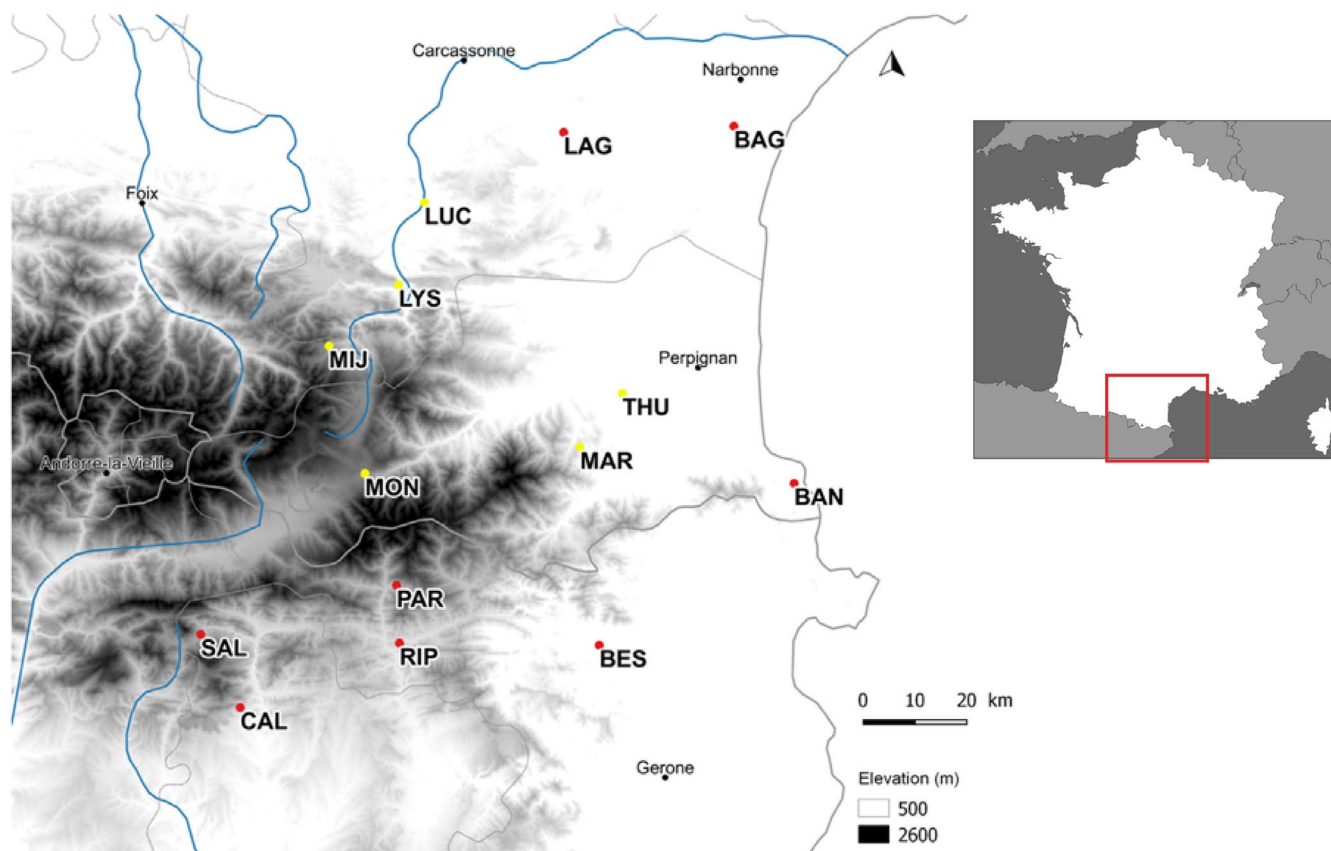 Carcassonne
Narbonne
LAG
BAG
Foix
LUC
LYS
MIJ
Perpignan
THU
MAR
Andorre-la-Vieille
MON
BAN
PAR
SAL
RIP
BES
CAL
0 10 20 km
Gerone
Elevation (m)
500
2600